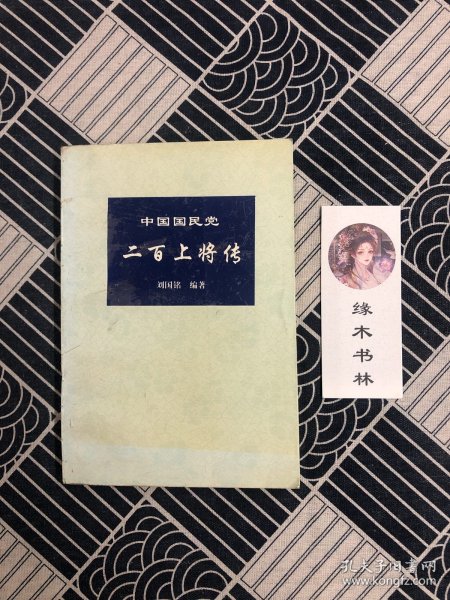 中国国民党
二百上将传
刘国铭 编著
缘木书林
孔夫子旧书网
www.kongfz.com